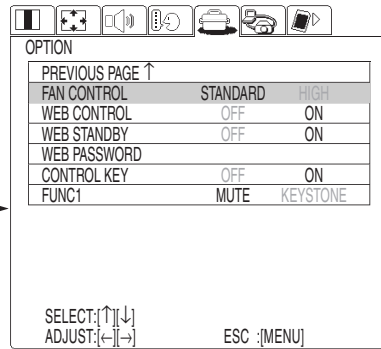 OPTION
PREVIOUS PAGE ↑
FAN CONTROL STANDARD HIGH
WEB CONTROL OFF ON
WEB STANDBY OFF ON
WEB PASSWORD
CONTROL KEY OFF ON
FUNC1 MUTE KEYSTONE
SELECT:[↑][↓]
ADJUST:[←][→] ESC :[MENU]